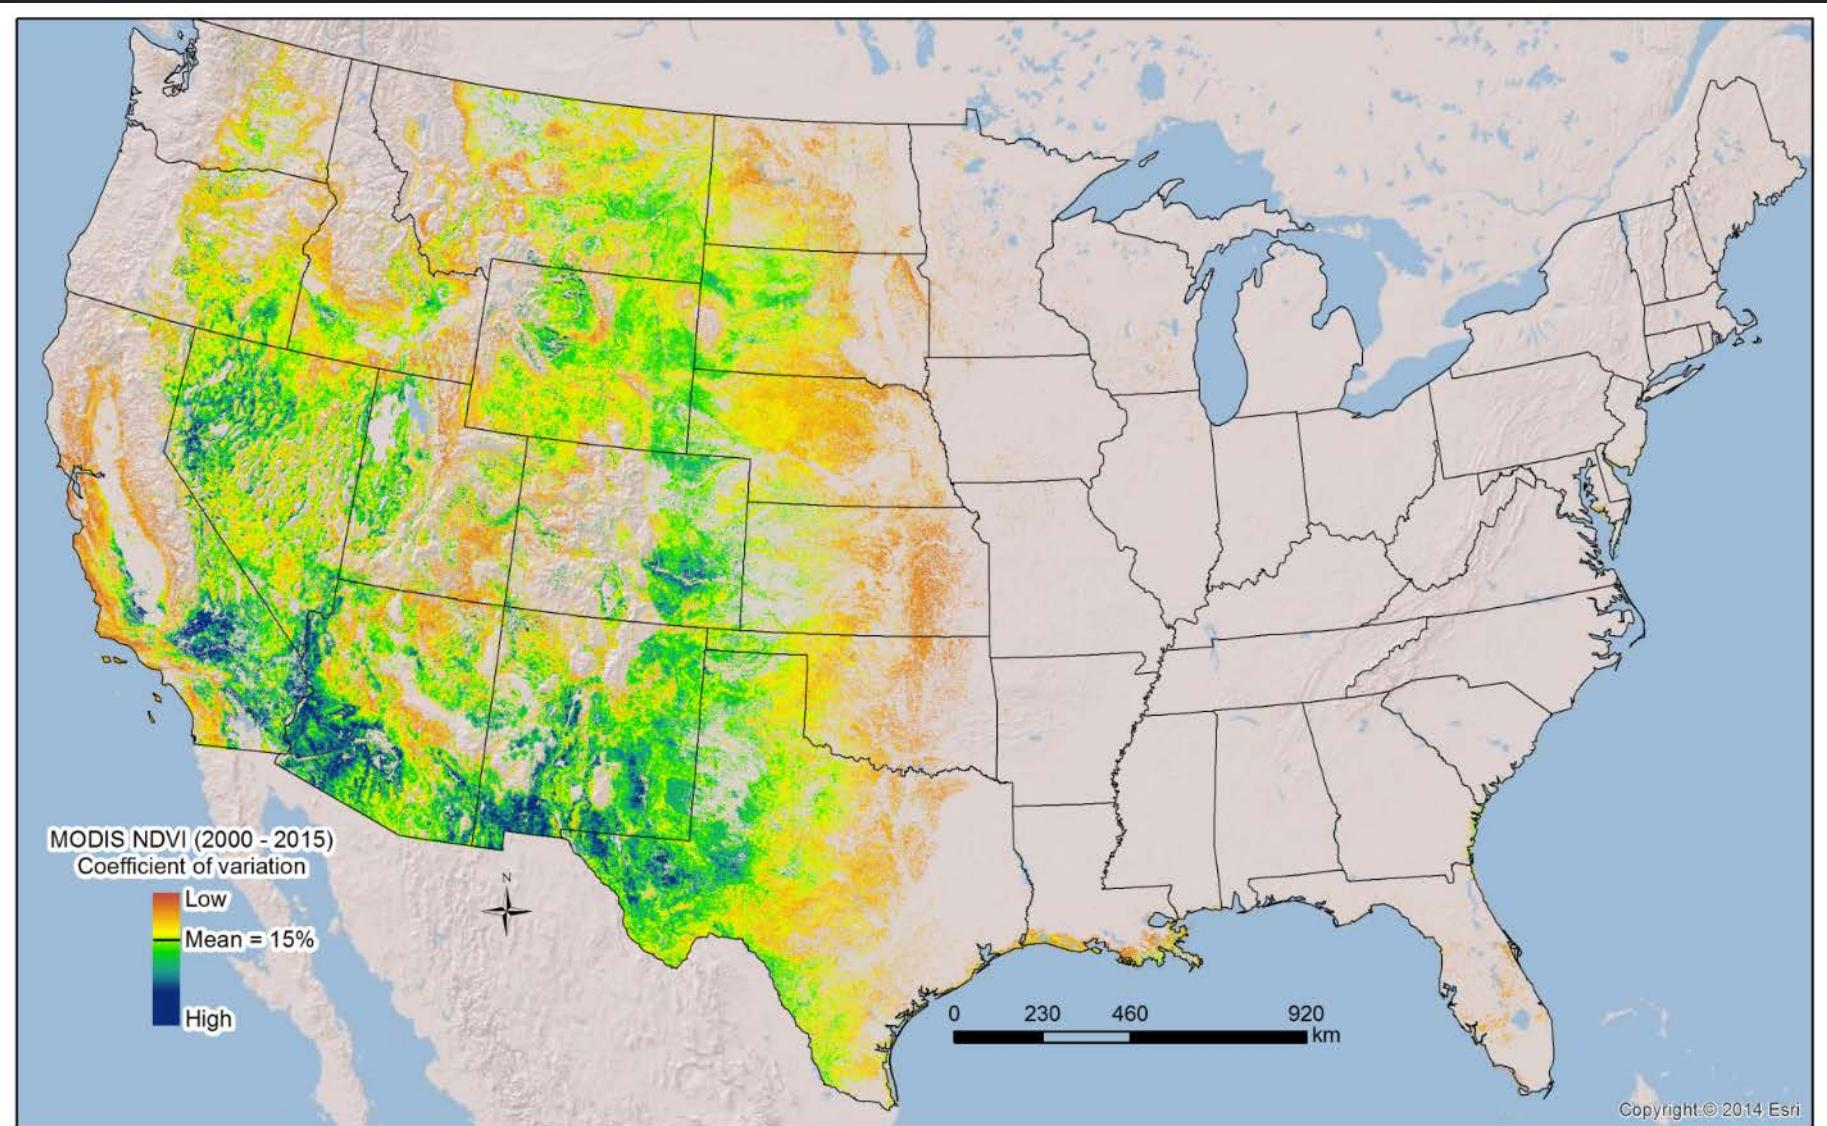 MODIS NDVI (2000 - 2015)
Coefficient of variation
Low
Mean = 15%
High
N
0 230 460 920
km
Copyright:© 2014 Esri